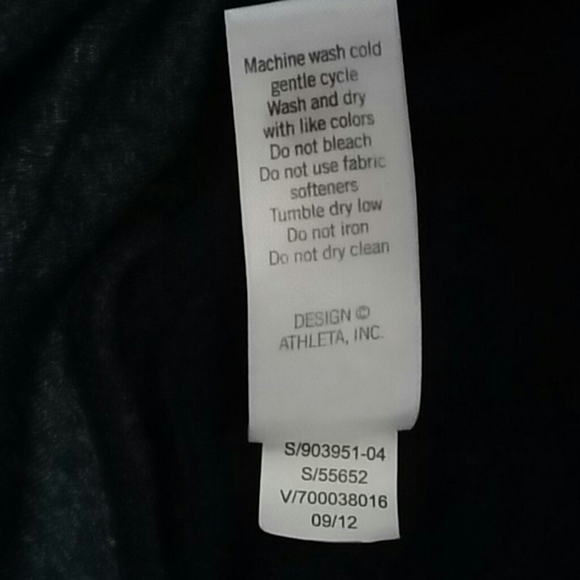 Machine wash cold
gentle cycle
Wash and dry
with like colors
Do not bleach
Do not use fabric
softeners
Tumble dry low
Do not iron
Do not dry clean
DESIGN ©
ATHLETA, INC.
S/903951-04
S/55652
V/700038016
09/12